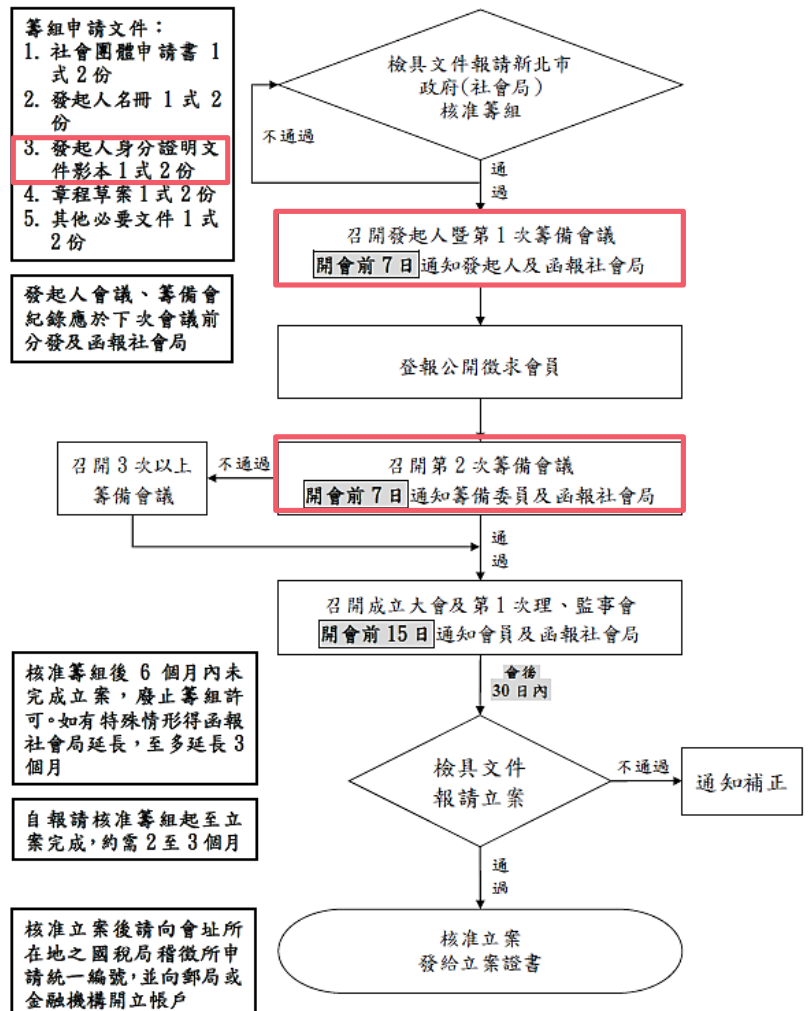 籌組申請文件：
1. 社會團體申請書 1
式 2 份
2. 發起人名冊 1 式 2
份
3. 發起人身分證明文
件影本 1 式 2 份
4. 章程草案 1 式 2 份
5. 其他必要文件 1 式
2 份
發起人會議、籌備會
紀錄應於下次會議前
分發及函報社會局
檢具文件報請新北市
政府(社會局)
核准籌組
不通過
通
過
召開發起人暨第 1 次籌備會議
開會前 7 日通知發起人及函報社會局
登報公開徵求會員
召開第 2 次籌備會議
開會前 7 日通知籌備委員及函報社會局
不通過
召開 3 次以上
籌備會議
通
過
召開成立大會及第 1 次理、監事會
開會前 15 日通知會員及函報社會局
會後
30 日內
核准籌組後 6 個月內未
完成立案，廢止籌組許
可。如有特殊情形得函報
社會局延長，至多延長 3
個月
檢具文件
報請立案
不通過
通知補正
自報請核准籌組起至立
案完成，約需 2 至 3 個月
通
過
核准立案
發給立案證書
核准立案後請向會址所
在地之國稅局稽徵所申
請統一編號，並向郵局或
金融機構開立帳戶